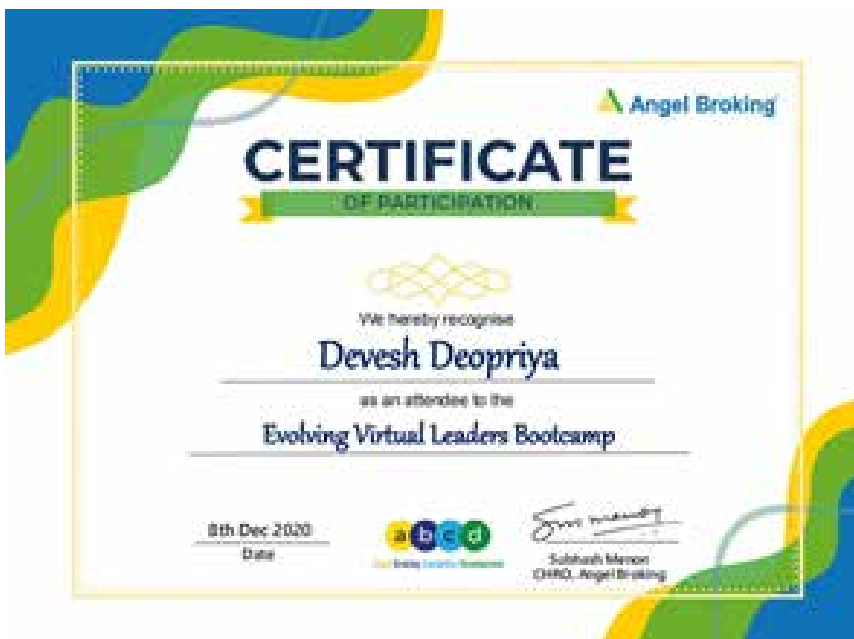 Angel Broking
CERTIFICATE
OF PARTICIPATION
We hereby recognise
Devesh Deopriya
as an attendee to the
Evolving Virtual Leaders Bootcamp
8th Dec 2020
Date
a b c d
Subhash Menon
CHRO, Angel Broking